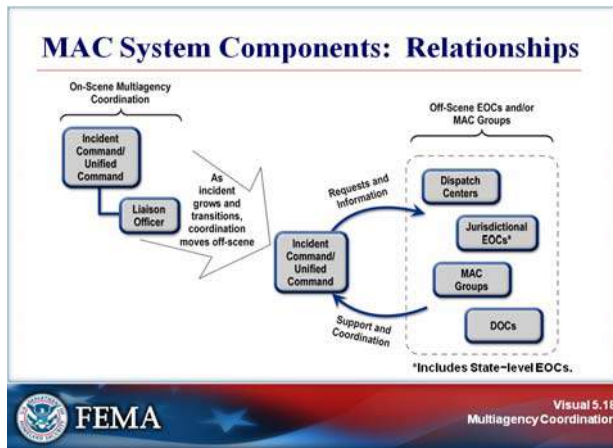 MAC System Components: Relationships
On-Scene Multiagency
Coordination
Incident
Command/
Unified
Command
Liaison
Officer
As
incident
grows and
transitions,
coordination
moves off-scene
Incident
Command/
Unified
Command
Requests and
Information
Support and
Coordination
Off-Scene EOCs and/or
MAC Groups
Dispatch
Centers
Jurisdictional
EOCs*
MAC
Groups
DOCs
*Includes State-level EOCs.
FEMA
Visual 5.18
Multiagency Coordination